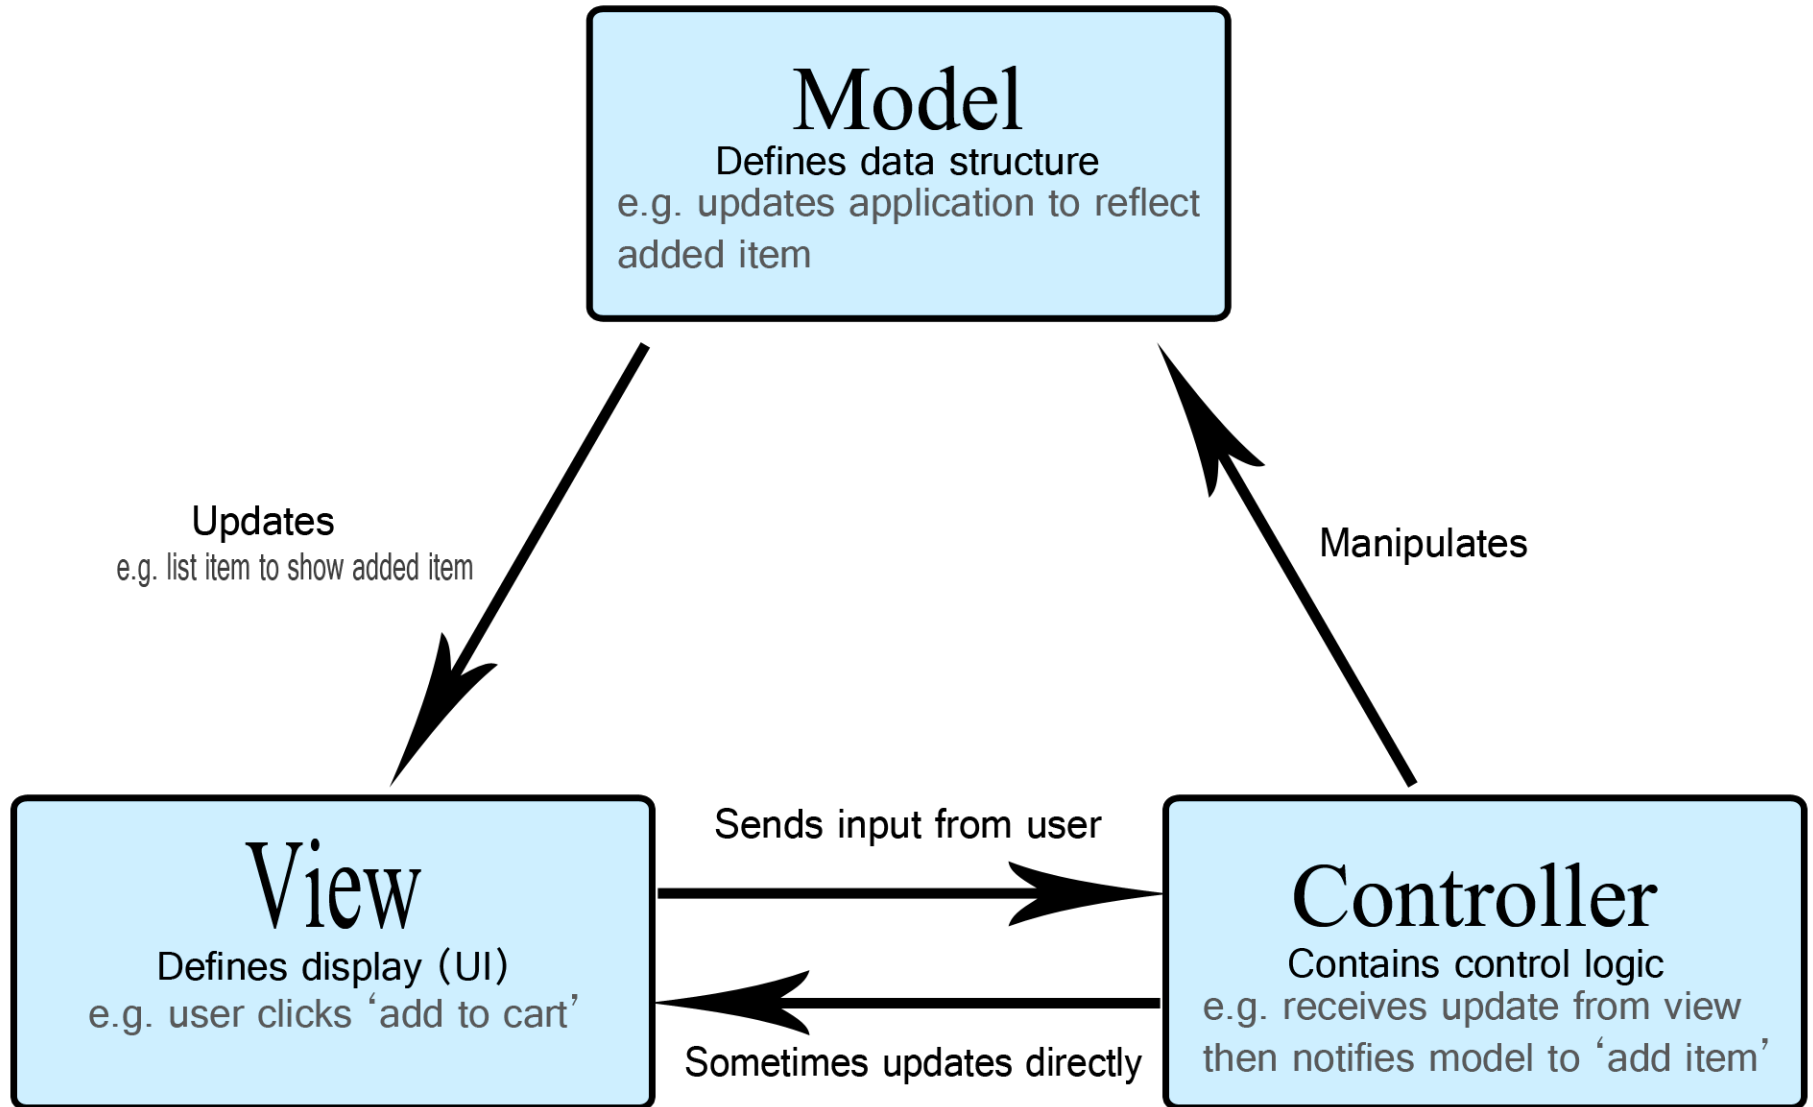 Model
Defines data structure
e.g. updates application to reflect
added item
Updates
e.g. list item to show added item
Manipulates
Sends input from user
View
Defines display (UI)
e.g. user clicks ‘add to cart’
Controller
Contains control logic
e.g. receives update from view
then notifies model to ‘add item’
Sometimes updates directly